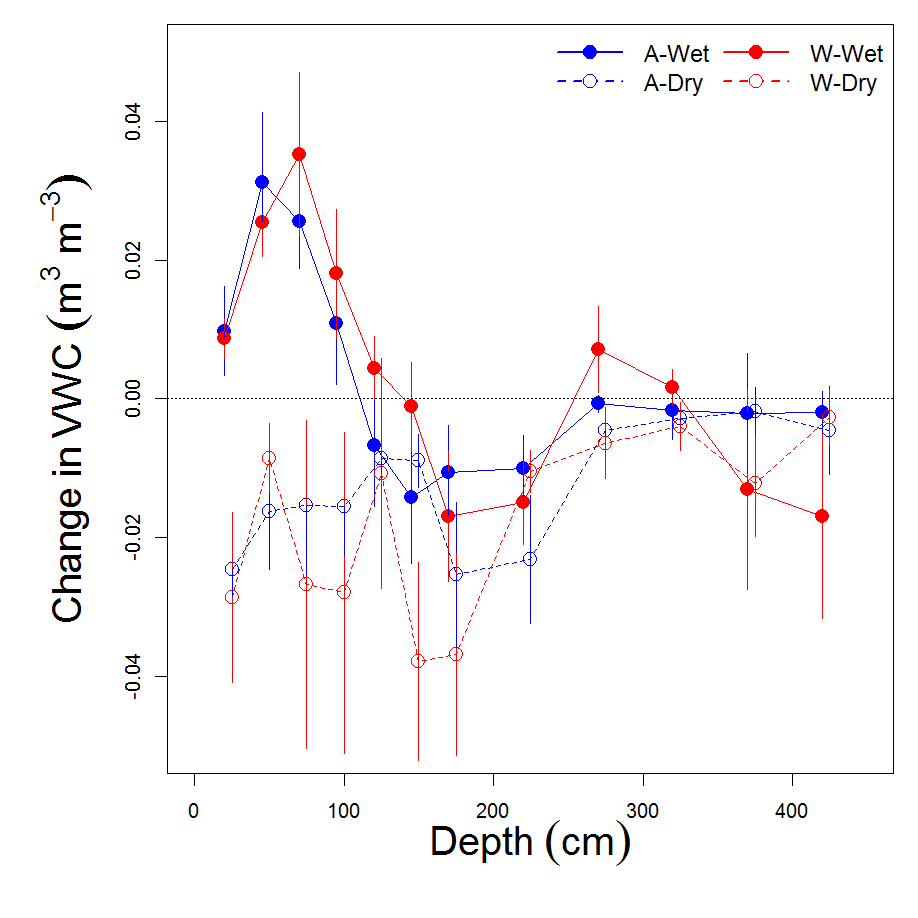 A-Wet W-Wet
A-Dry W-Dry
0.04
0.02
0.00
-0.02
-0.04
Change in VWC (m³ m⁻³)
0 100 200 300 400
Depth (cm)